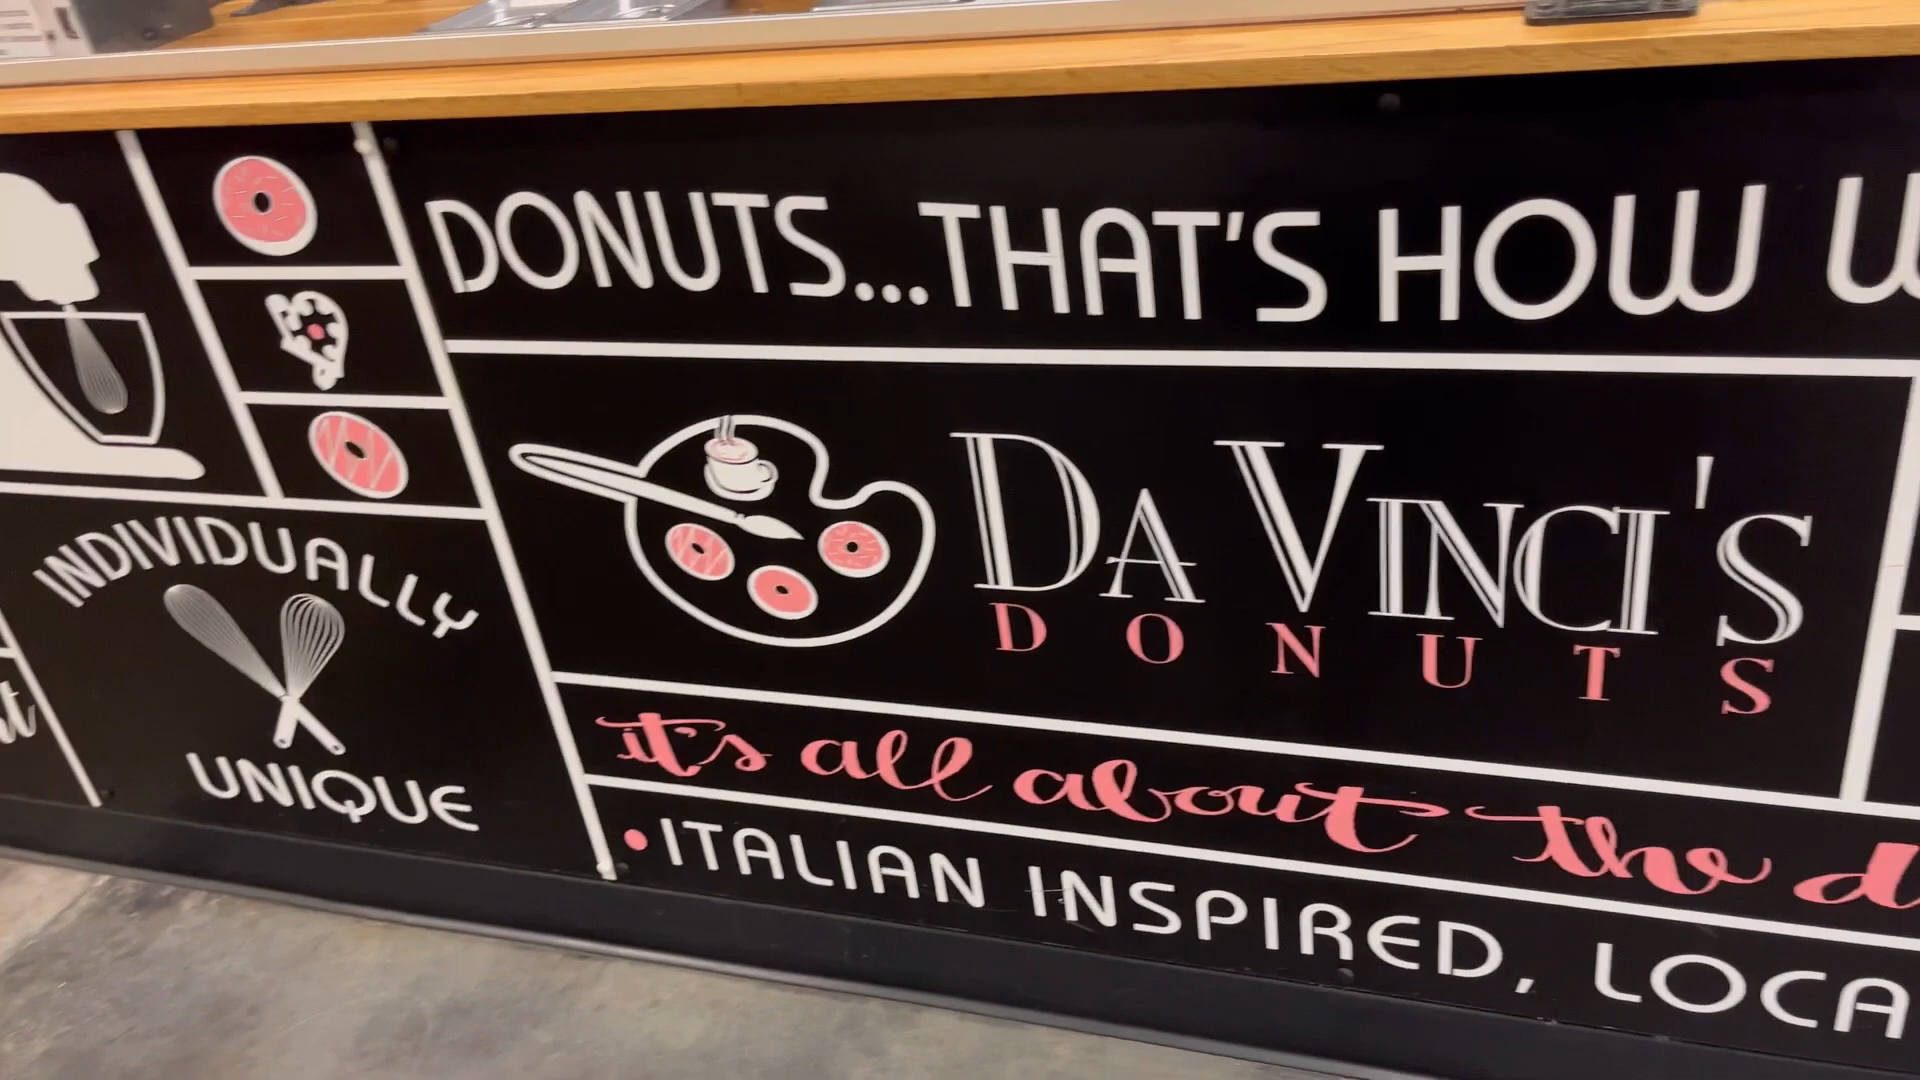 DONUTS...THAT'S HOW
DA VINCI'S
DONUTS
it's all about the
•ITALIAN INSPIRED,
INDIVIDUALLY
UNIQUE